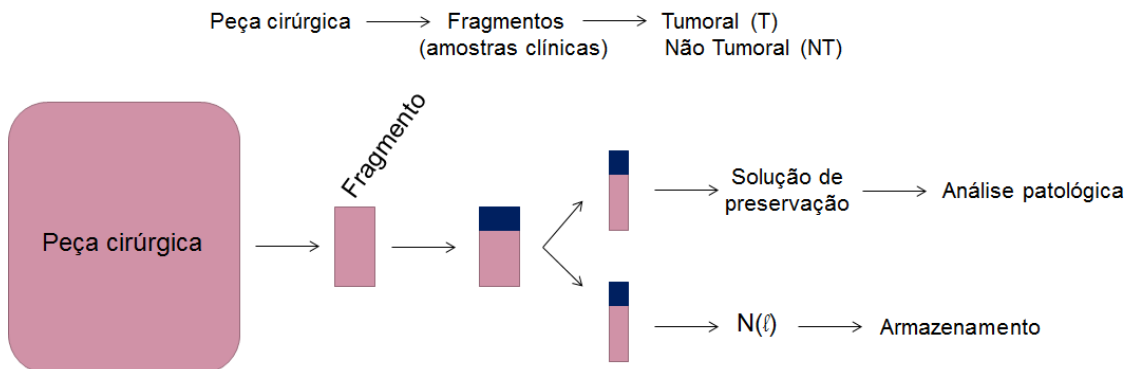 Peça cirúrgica
Fragmentos
(amostras clínicas)
Tumoral (T)
Não Tumoral (NT)
Fragmento
Peça cirúrgica
Solução de
preservação
Análise patológica
N(ℓ)
Armazenamento